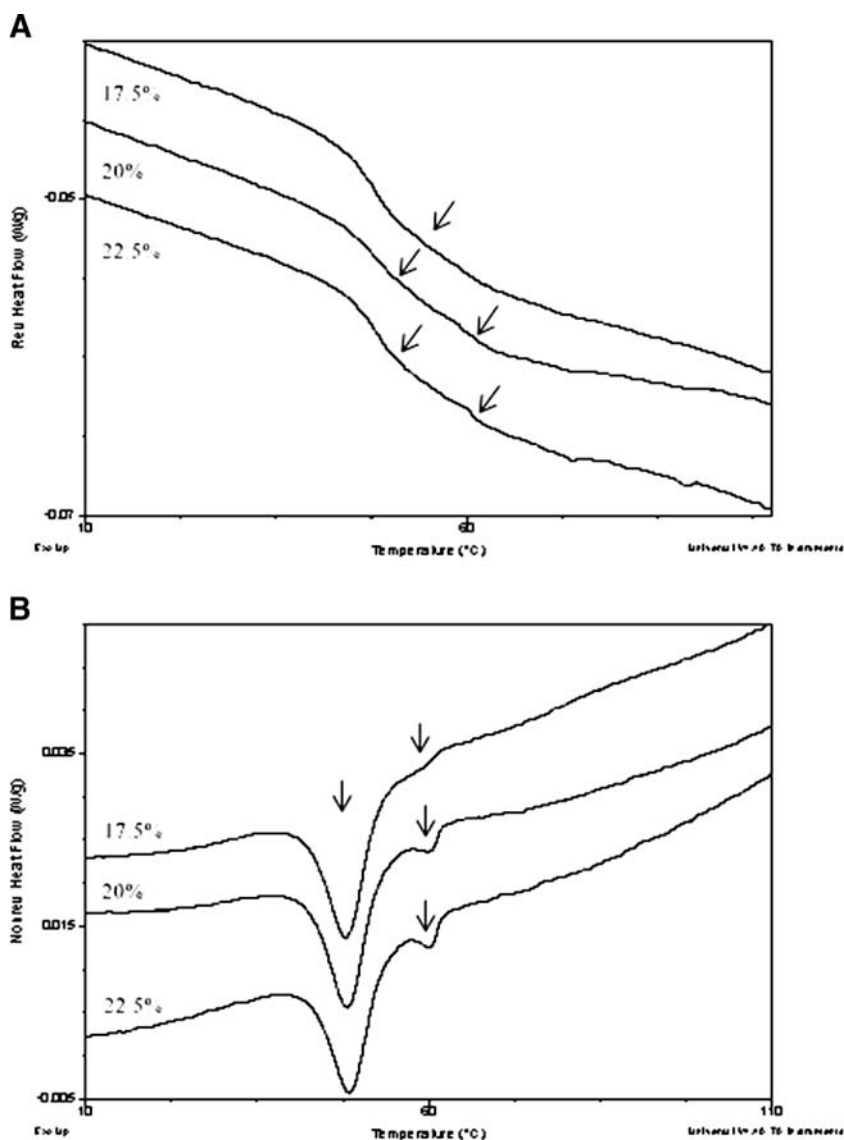 A
17.5%
20%
22.5%
-0.05
Rev Heat Flow (W/g)
-0.07
10
60
Exo Up
Temperature (°C)
B
0.035
17.5%
Nonrev Heat Flow (W/g)
20%
0.015
22.5%
-0.005
10
60
110
Exo Up
Temperature (°C)